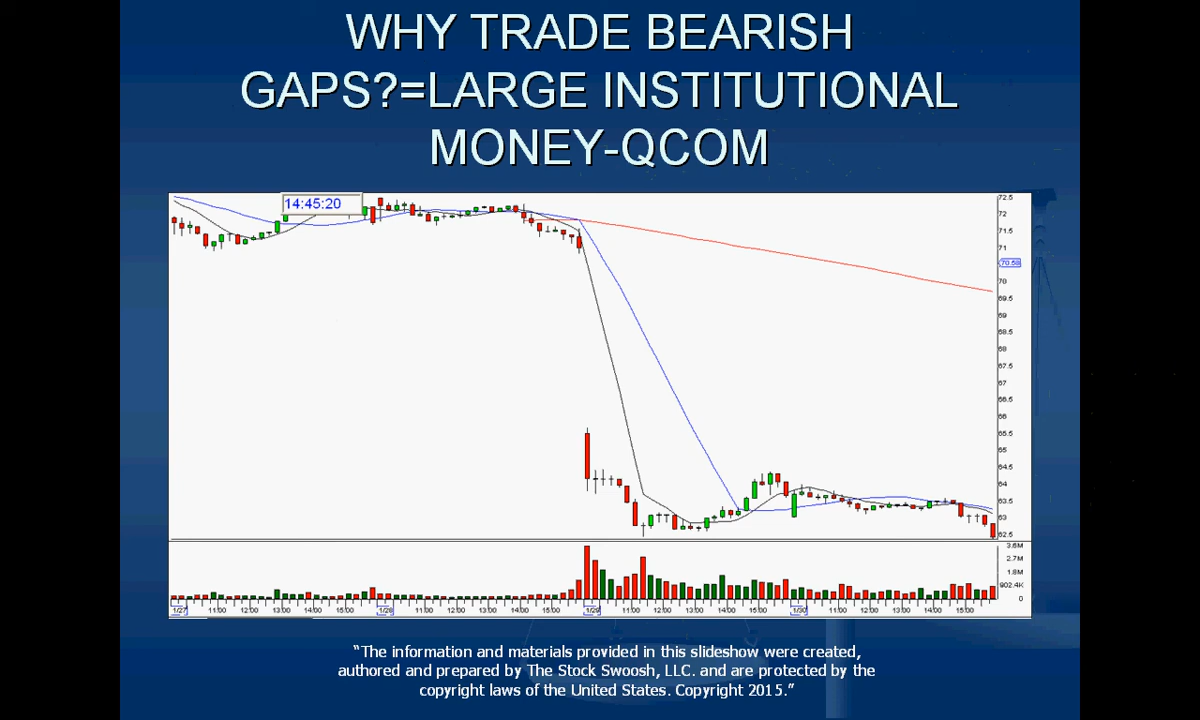 WHY TRADE BEARISH
GAPS?=LARGE INSTITUTIONAL
MONEY-QCOM
14:45:20
72.5
72
71.5
71
70.58
70
69.5
69
68.5
68
67.5
67
66.5
66
65.5
65
64.5
64
63.5
63
62.5
3.6M
2.7M
1.8M
902.4K
0
1/27 11:00 12:00 13:00 14:00 15:00 1/28 11:00 12:00 13:00 14:00 15:00 1/29 11:00 12:00 13:00 14:00 15:00 1/30 11:00 12:00 13:00 14:00 15:00
“The information and materials provided in this slideshow were created,
authored and prepared by The Stock Swoosh, LLC. and are protected by the
copyright laws of the United States. Copyright 2015.”